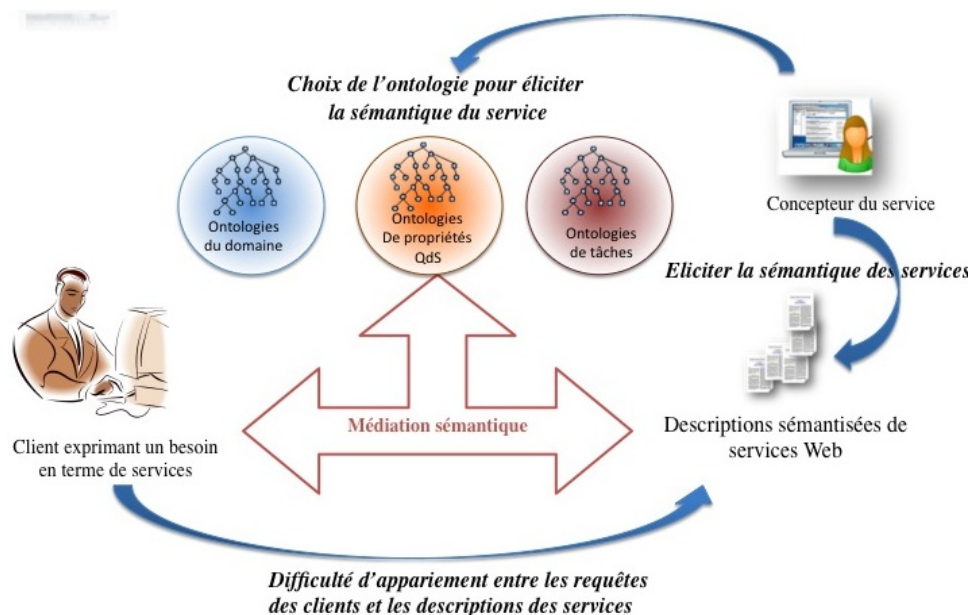 Choix de l'ontologie pour éliciter
la sémantique du service
Ontologies
du domaine
Ontologies
De propriétés
QdS
Ontologies
de tâches
Concepteur du service
Eliciter la sémantique des services
Médiation sémantique
Client exprimant un besoin
en terme de services
Descriptions sémantisées de
services Web
Difficulté d'appariement entre les requêtes
des clients et les descriptions des services